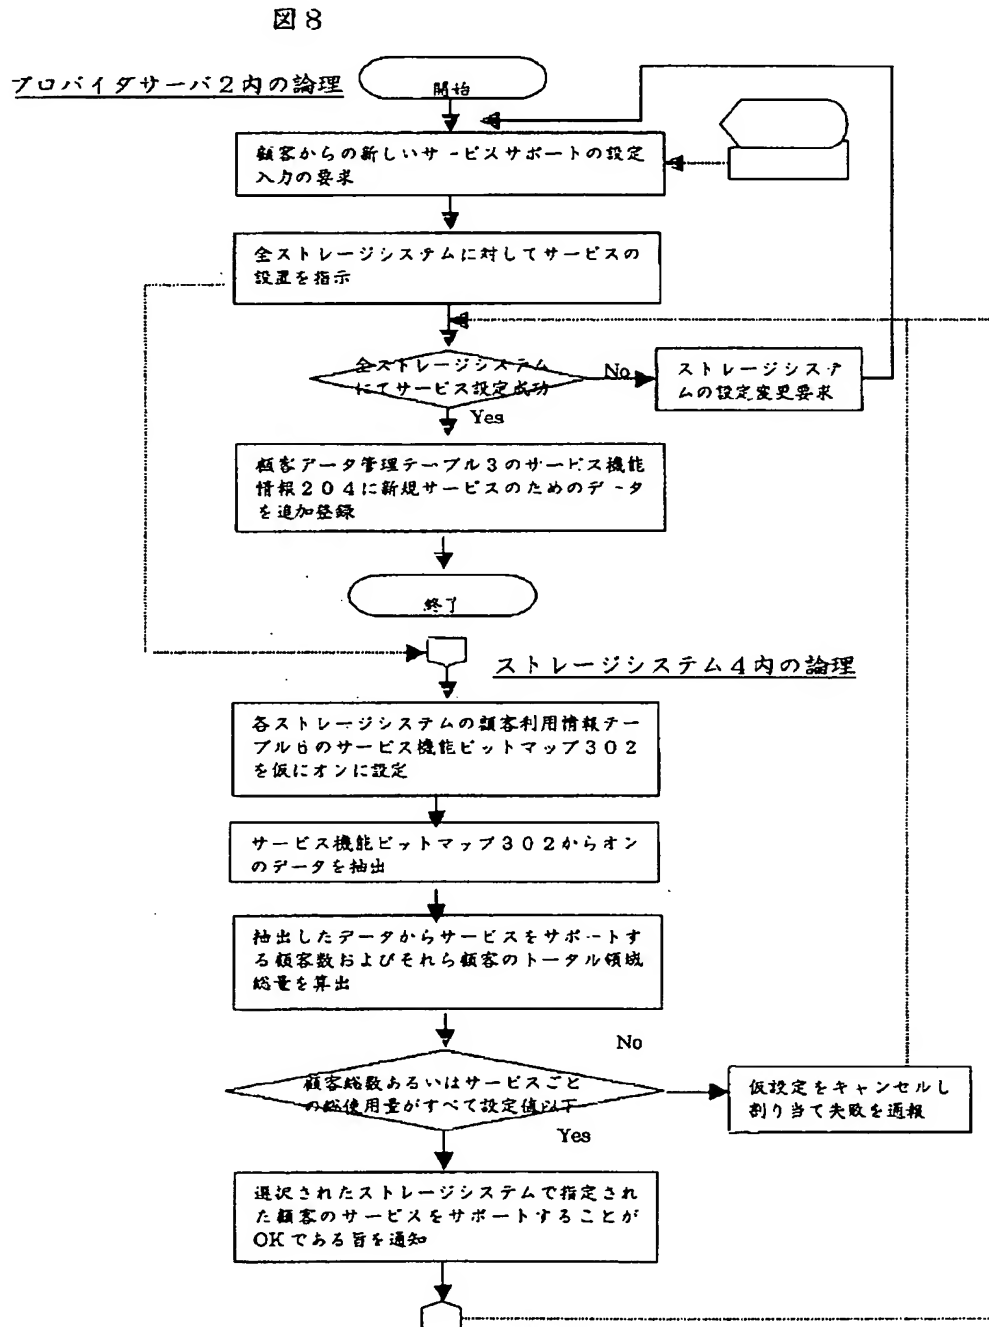 図8
プロバイダサーバ2内の論理
開始
顧客からの新しいサービスサポートの設定
入力の要求
全ストレージシステムに対してサービスの
設置を指示
全ストレージシステム
にてサービス設定成功
No
ストレージシステ
ムの設定変更要求
Yes
顧客データ管理テーブル3のサービス機能
情報204に新規サービスのためのデータ
を追加登録
終了
ストレージシステム4内の論理
各ストレージシステムの顧客利用情報テー
ブル6のサービス機能ビットマップ302
を仮にオンに設定
サービス機能ビットマップ302からオン
のデータを抽出
抽出したデータからサービスをサポートす
る顧客数およびそれら顧客のトータル領域
総量を算出
No
顧客総数あるいはサービスごと
の総使用量がすべて設定値以下
仮設定をキャンセルし
割り当て失敗を通報
Yes
選択されたストレージシステムで指定され
た顧客のサービスをサポートすることが
OKである旨を通知